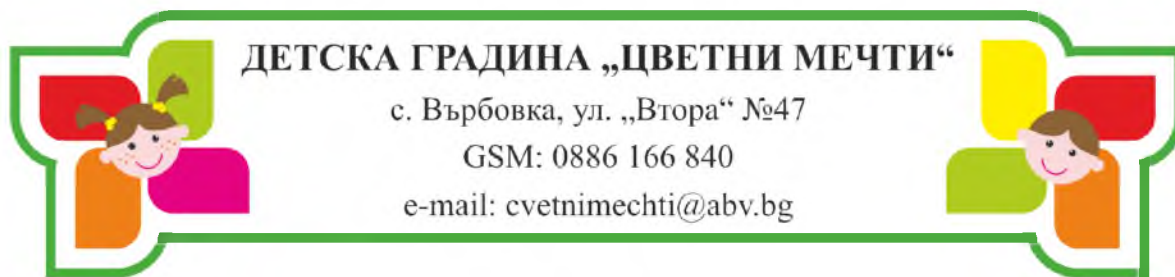 ДЕТСКА ГРАДИНА „ЦВЕТНИ МЕЧТИ“
с. Върбовка, ул. „Втора“ №47
GSM: 0886 166 840
e-mail: cvetnimechti@abv.bg